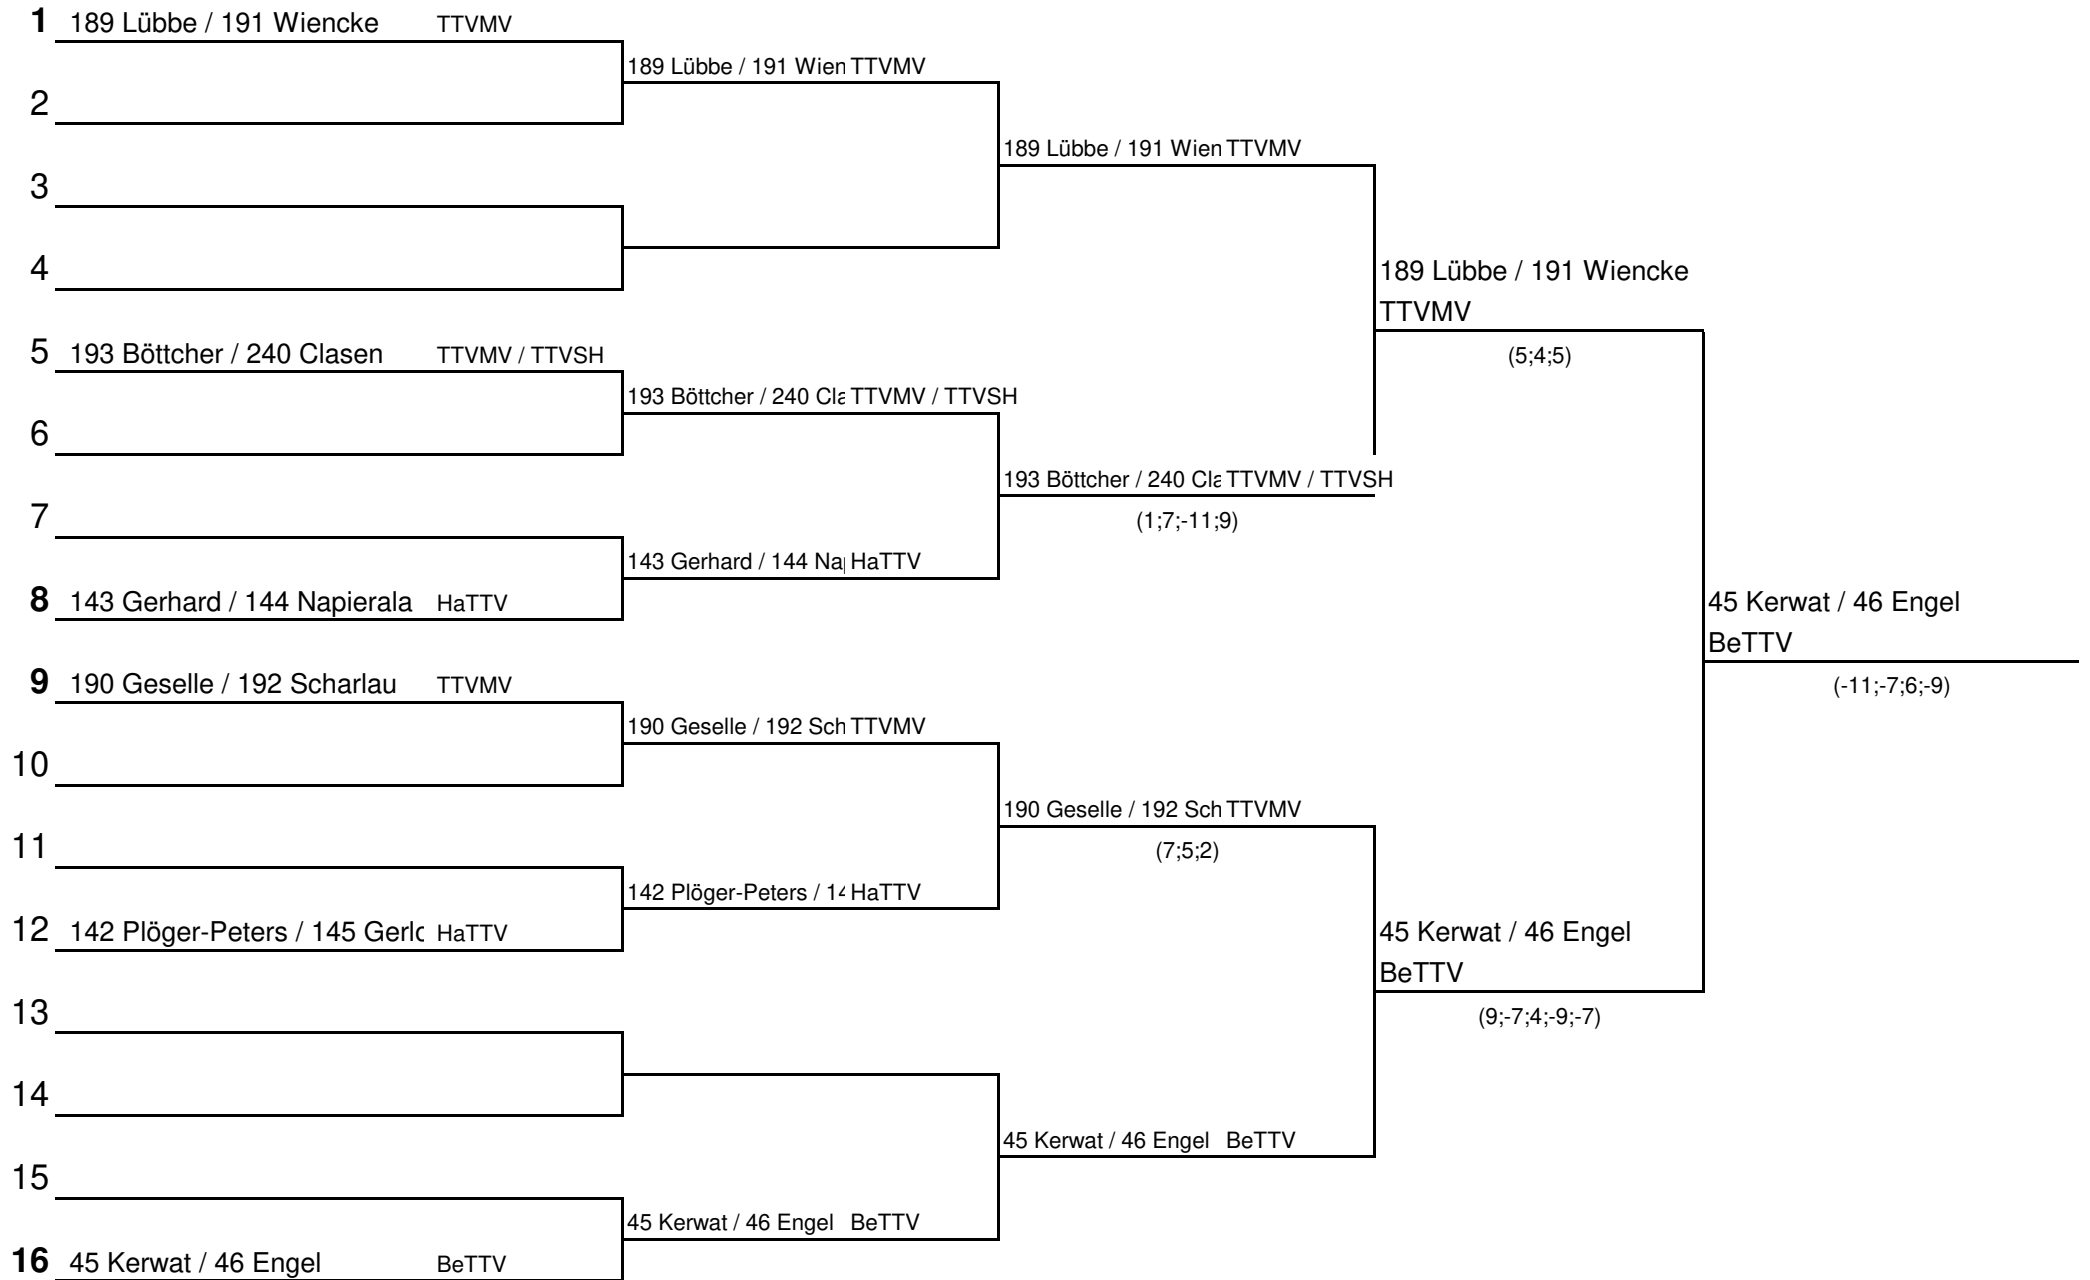 1 189 Lübbe / 191 Wiencke TTVMV
189 Lübbe / 191 Wien TTVMV
2
189 Lübbe / 191 Wien TTVMV
3
4
189 Lübbe / 191 Wiencke
TTVMV
(5;4;5)
5 193 Böttcher / 240 Clasen TTVMV / TTVSH
193 Böttcher / 240 Cla TTVMV / TTVSH
6
193 Böttcher / 240 Cla TTVMV / TTVSH
(1;7;-11;9)
7
143 Gerhard / 144 Na HaTTV
8 143 Gerhard / 144 Napierala HaTTV
45 Kerwat / 46 Engel
BeTTV
(-11;-7;6;-9)
9 190 Geselle / 192 Scharlau TTVMV
190 Geselle / 192 Sch TTVMV
10
190 Geselle / 192 Sch TTVMV
(7;5;2)
11
142 Plöger-Peters / 14 HaTTV
12 142 Plöger-Peters / 145 Gerlo HaTTV
45 Kerwat / 46 Engel
BeTTV
(9;-7;4;-9;-7)
13
14
45 Kerwat / 46 Engel BeTTV
15
45 Kerwat / 46 Engel BeTTV
16 45 Kerwat / 46 Engel BeTTV